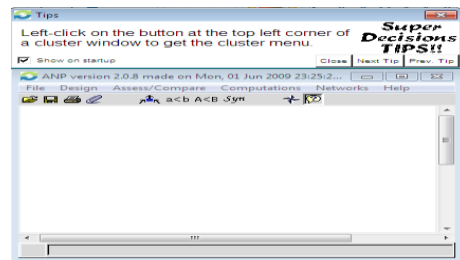 Tips
Left-click on the button at the top left corner of
a cluster window to get the cluster menu.
Super
Decisions
TIPS!!
Show on startup
Close Next Tip Prev. Tip
ANP version 2.0.8 made on Mon, 01 Jun 2009 23:25:2...
File Design Assess/Compare Computations Networks Help
a<b A<B Syn